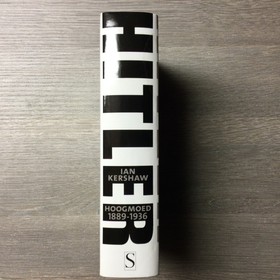 HITLER
IAN
KERSHAW
HOOGMOED
1889-1936
S